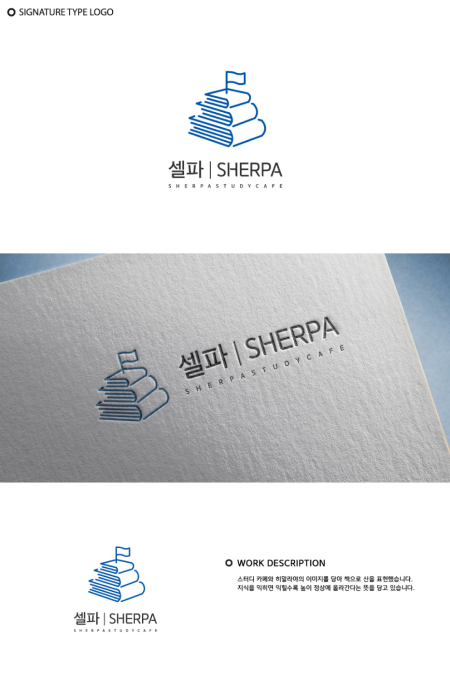 SIGNATURE TYPE LOGO
셀파 | SHERPA
SHERPASTUDYCAFE
셀파 | SHERPA
SHERPASTUDYCAFE
WORK DESCRIPTION
스터디 카페와 히말라야의 이미지를 담아 책으로 산을 표현했습니다.
지식을 익히면 익힐수록 높이 정상에 올라간다는 뜻을 담고 있습니다.
셀파 | SHERPA
SHERPASTUDYCAFE